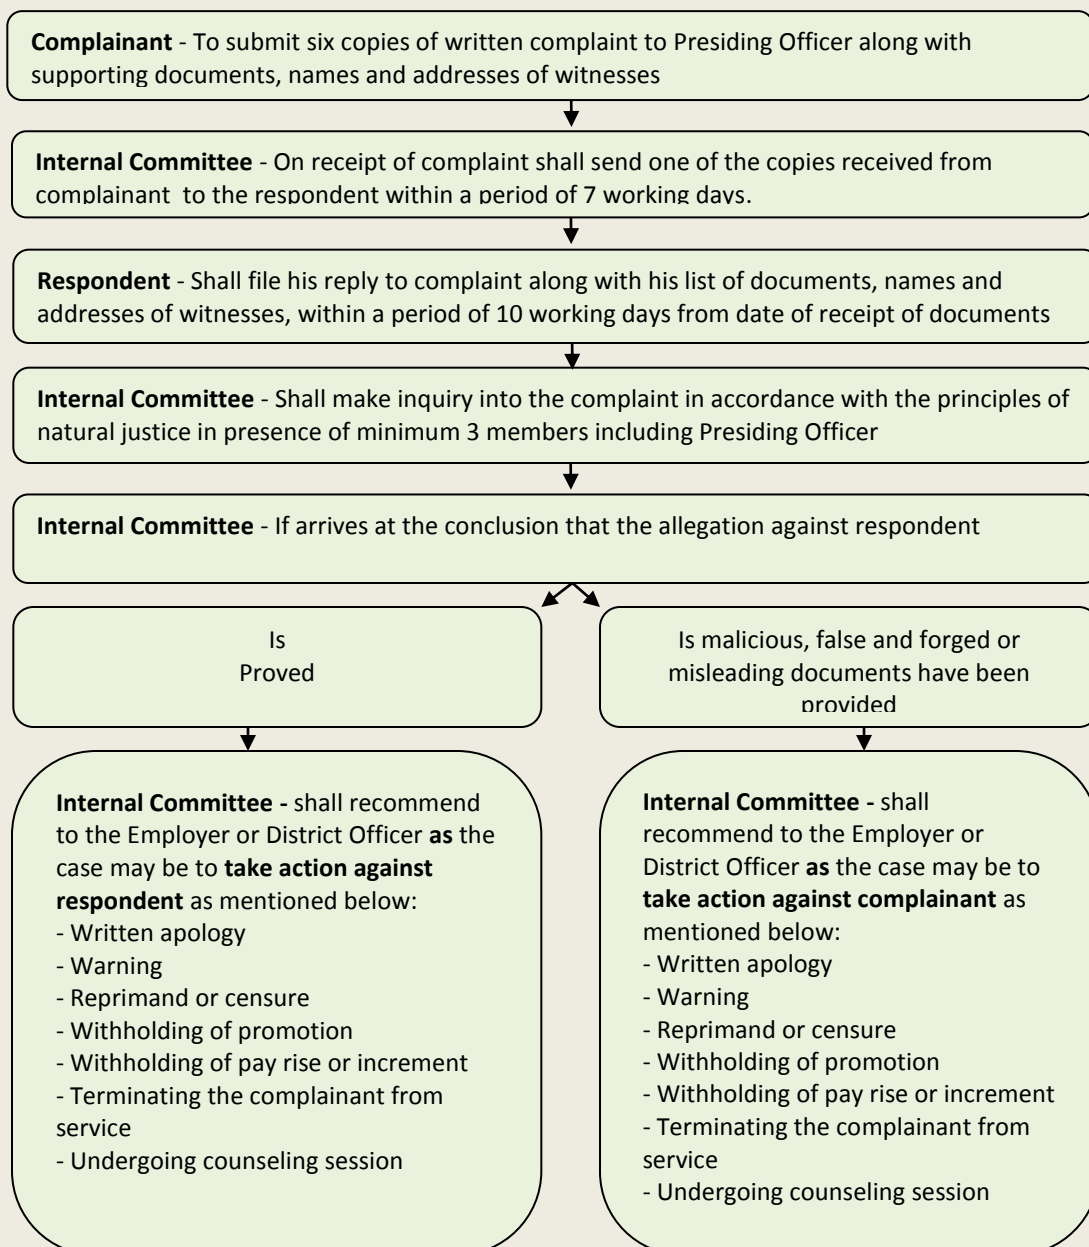 Complainant - To submit six copies of written complaint to Presiding Officer along with
supporting documents, names and addresses of witnesses
Internal Committee - On receipt of complaint shall send one of the copies received from
complainant to the respondent within a period of 7 working days.
Respondent - Shall file his reply to complaint along with his list of documents, names and
addresses of witnesses, within a period of 10 working days from date of receipt of documents
Internal Committee - Shall make inquiry into the complaint in accordance with the principles of
natural justice in presence of minimum 3 members including Presiding Officer
Internal Committee - If arrives at the conclusion that the allegation against respondent
Is
Proved
Is malicious, false and forged or
misleading documents have been
provided
Internal Committee - shall recommend
to the Employer or District Officer as the
case may be to take action against
respondent as mentioned below:
- Written apology
- Warning
- Reprimand or censure
- Withholding of promotion
- Withholding of pay rise or increment
- Terminating the complainant from
service
- Undergoing counseling session
Internal Committee - shall
recommend to the Employer or
District Officer as the case may be to
take action against complainant as
mentioned below:
- Written apology
- Warning
- Reprimand or censure
- Withholding of promotion
- Withholding of pay rise or increment
- Terminating the complainant from
service
- Undergoing counseling session